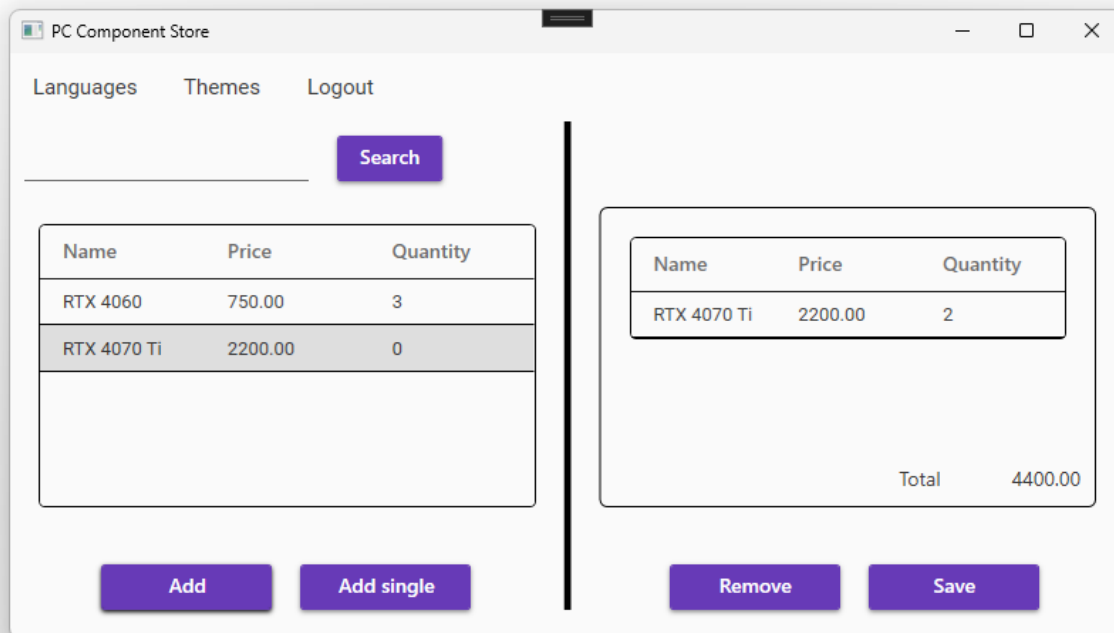 PC Component Store
Languages Themes Logout
Search
Name Price Quantity
RTX 4060 750.00 3
RTX 4070 Ti 2200.00 0
Add Add single
Name Price Quantity
RTX 4070 Ti 2200.00 2
Total 4400.00
Remove Save